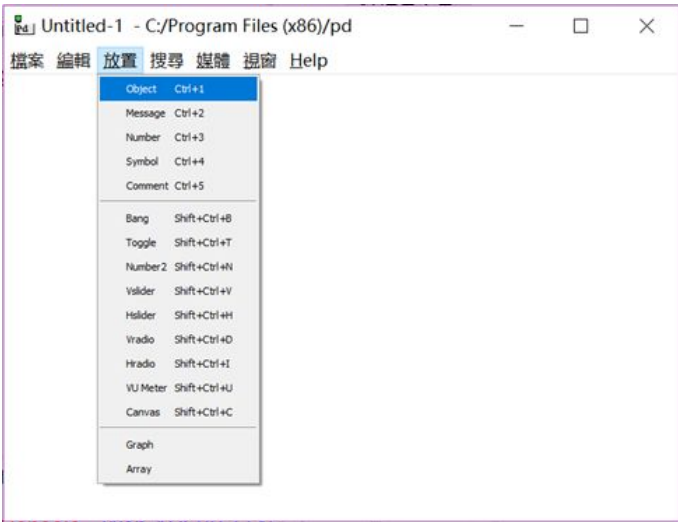 pd Untitled-1 - C:/Program Files (x86)/pd
檔案 編輯 放置 搜尋 媒體 視窗 Help
Object Ctrl+1
Message Ctrl+2
Number Ctrl+3
Symbol Ctrl+4
Comment Ctrl+5
Bang Shift+Ctrl+B
Toggle Shift+Ctrl+T
Number2 Shift+Ctrl+N
Vslider Shift+Ctrl+V
Hslider Shift+Ctrl+H
Vradio Shift+Ctrl+D
Hradio Shift+Ctrl+I
VU Meter Shift+Ctrl+U
Canvas Shift+Ctrl+C
Graph
Array